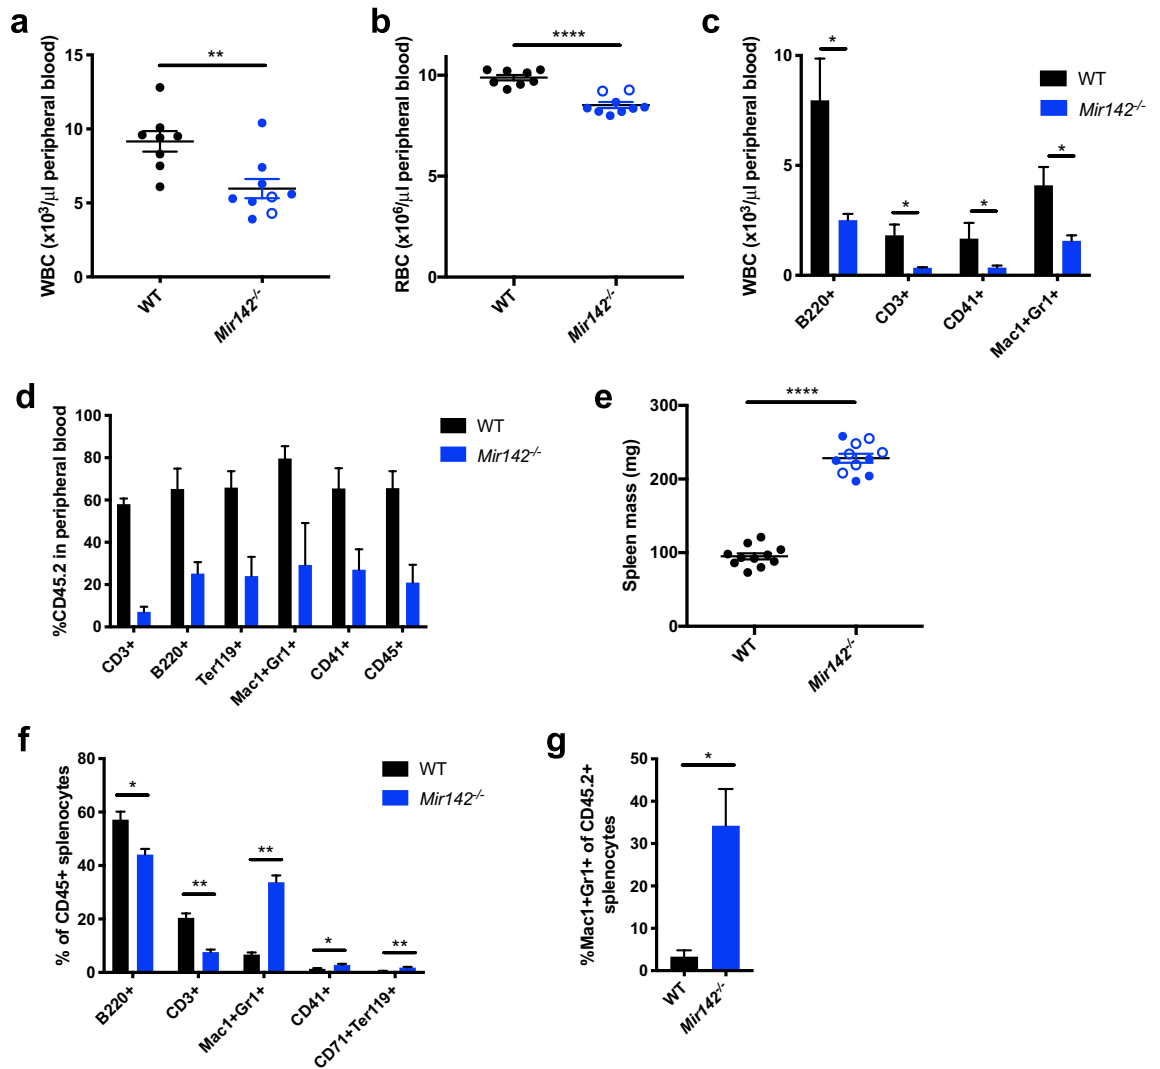 a
WBC (x10³/µl peripheral blood)
15
10
5
0
**
WT
Mir142-/-
b
RBC (x10⁶/µl peripheral blood)
10
5
0
****
WT
Mir142-/-
c
WBC (x10³/µl peripheral blood)
10
5
0
*
*
*
*
WT
Mir142-/-
B220+
CD3+
CD41+
Mac1+Gr1+
d
%CD45.2 in peripheral blood
100
80
60
40
20
0
WT
Mir142-/-
CD3+
B220+
Ter119+
Mac1+Gr1+
CD41+
CD45+
e
Spleen mass (mg)
300
200
100
0
****
WT
Mir142-/-
f
% of CD45+ splenocytes
80
60
40
20
0
*
**
**
*
**
WT
Mir142-/-
B220+
CD3+
Mac1+Gr1+
CD41+
CD71+Ter119+
g
%Mac1+Gr1+ of CD45.2+
splenocytes
50
40
30
20
10
0
*
WT
Mir142-/-